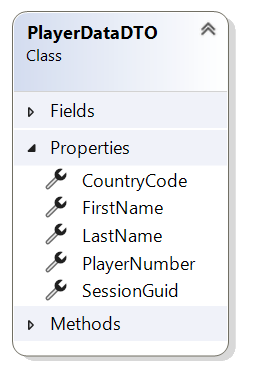 PlayerDataDTO
Class
Fields
Properties
CountryCode
FirstName
LastName
PlayerNumber
SessionGuid
Methods